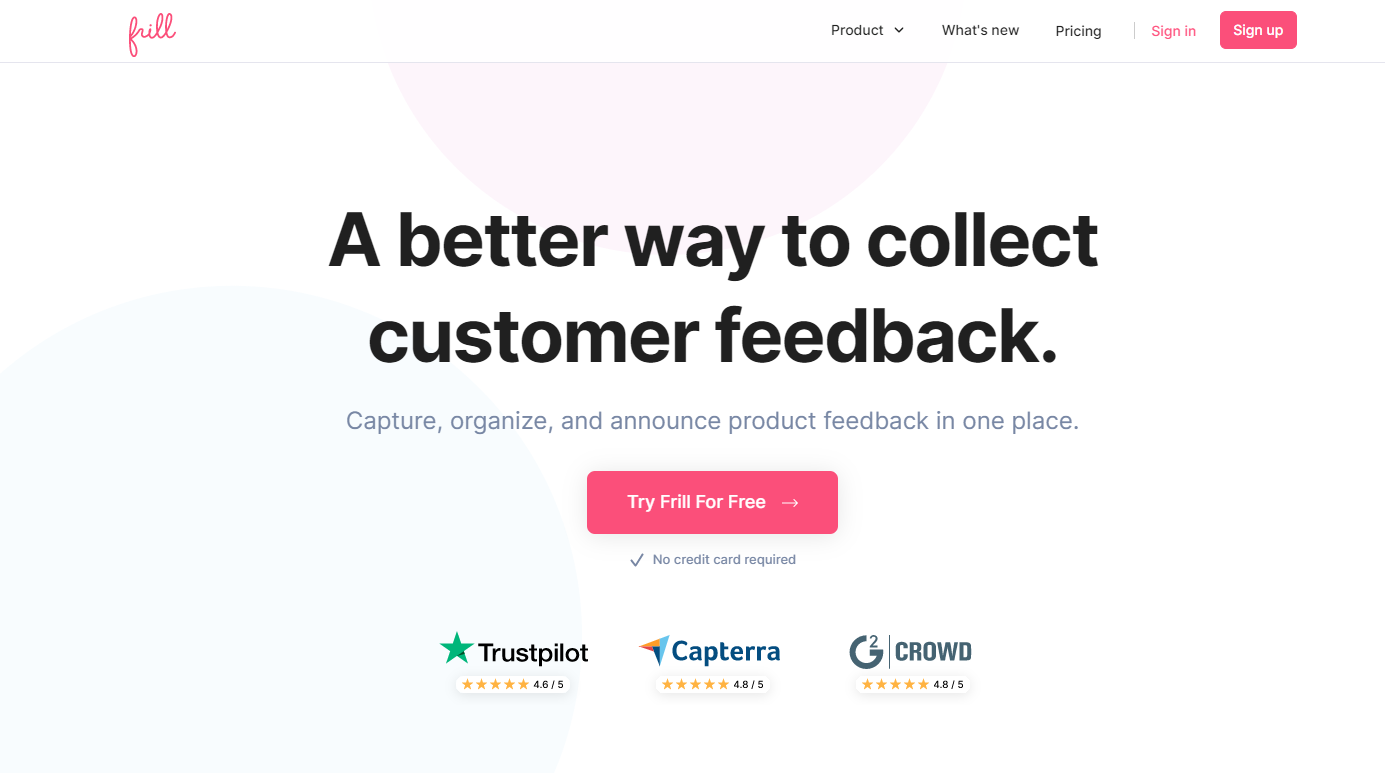 frill
Product
What's new
Pricing
Sign in
Sign up
A better way to collect
customer feedback.
Capture, organize, and announce product feedback in one place.
Try Frill For Free →
No credit card required
Trustpilot
4.6 / 5
Capterra
4.8 / 5
G2 CROWD
4.8 / 5